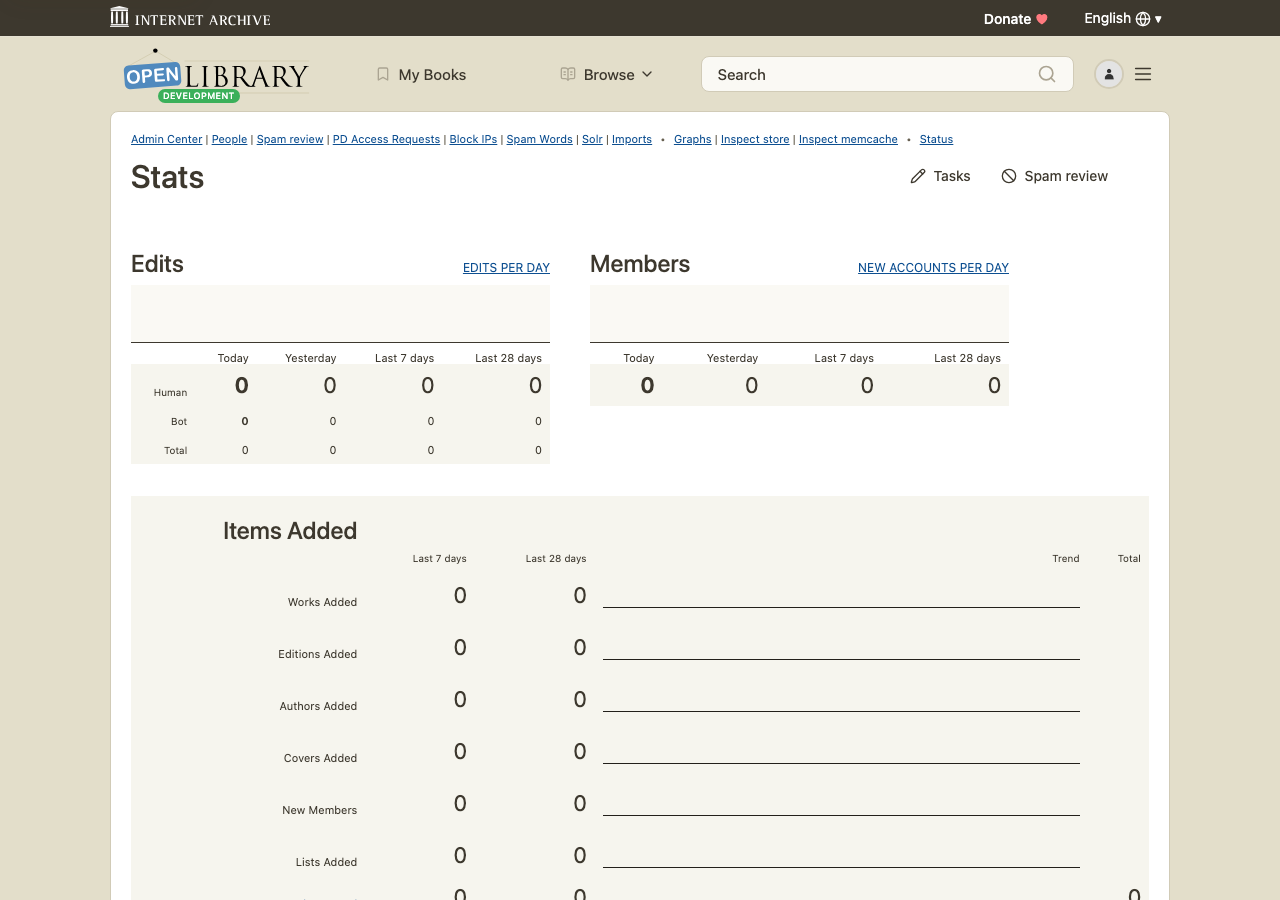 INTERNET ARCHIVE Donate English ▾
OPEN LIBRARY
DEVELOPMENT
My Books Browse Search
Admin Center | People | Spam review | PD Access Requests | Block IPs | Spam Words | Solr | Imports • Graphs | Inspect store | Inspect memcache • Status
Stats Tasks Spam review
Edits EDITS PER DAY
Today Yesterday Last 7 days Last 28 days
Human 0 0 0 0
Bot 0 0 0 0
Total 0 0 0 0
Members NEW ACCOUNTS PER DAY
Today Yesterday Last 7 days Last 28 days
0 0 0 0
Items Added
Last 7 days Last 28 days Trend Total
Works Added 0 0
Editions Added 0 0
Authors Added 0 0
Covers Added 0 0
New Members 0 0
Lists Added 0 0
0 0 0